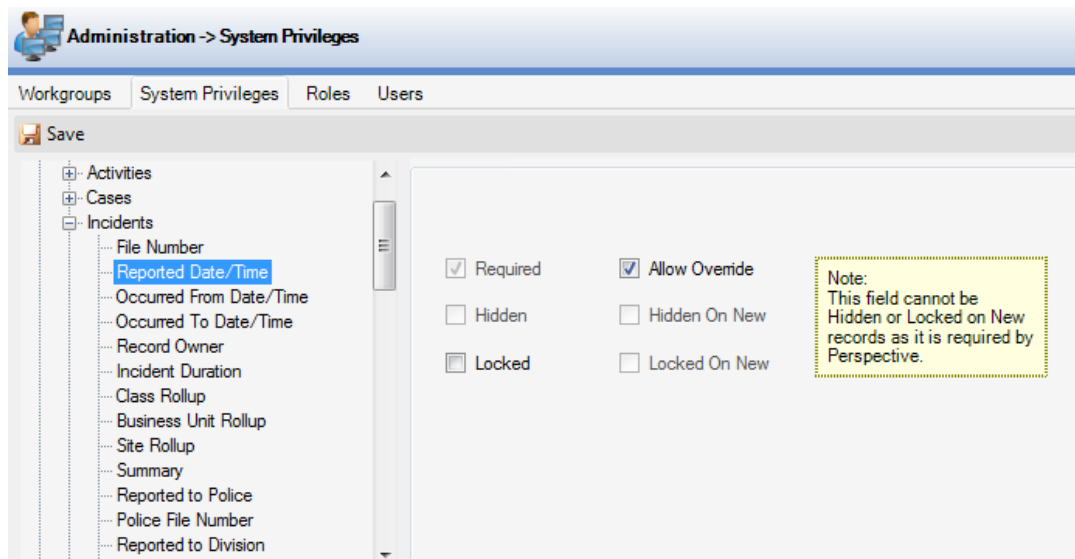 Administration -> System Privileges
Workgroups System Privileges Roles Users
Save
Activities
Cases
Incidents
File Number
Reported Date/Time
Occurred From Date/Time
Occurred To Date/Time
Record Owner
Incident Duration
Class Rollup
Business Unit Rollup
Site Rollup
Summary
Reported to Police
Police File Number
Reported to Division
Required Allow Override
Hidden Hidden On New
Locked Locked On New
Note:
This field cannot be
Hidden or Locked on New
records as it is required by
Perspective.